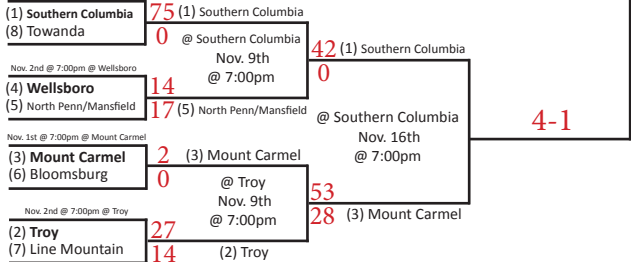 (1) Southern Columbia
75
(8) Towanda
0
(1) Southern Columbia
@ Southern Columbia
Nov. 9th
@ 7:00pm
Nov. 2nd @ 7:00pm @ Wellsboro
(4) Wellsboro
14
(5) North Penn/Mansfield
17
(5) North Penn/Mansfield
42
(1) Southern Columbia
0
@ Southern Columbia
Nov. 16th
@ 7:00pm
4-1
Nov. 1st @ 7:00pm @ Mount Carmel
(3) Mount Carmel
2
(6) Bloomsburg
0
(3) Mount Carmel
@ Troy
Nov. 9th
@ 7:00pm
53
28
(3) Mount Carmel
Nov. 2nd @ 7:00pm @ Troy
(2) Troy
27
(7) Line Mountain
14
(2) Troy